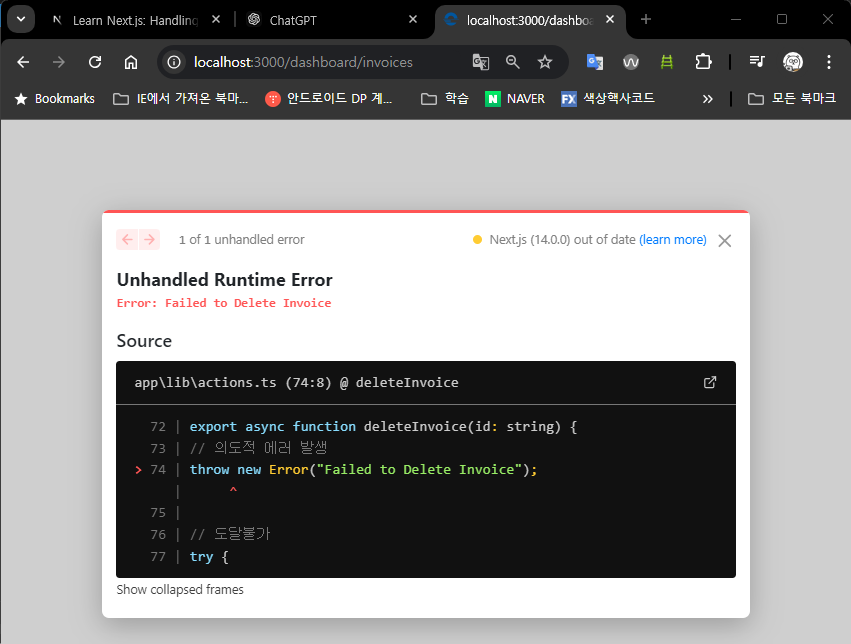 Learn Next.js: Handling
ChatGPT
localhost:3000/dashboa
localhost:3000/dashboard/invoices
Bookmarks
IE에서 가져온 북마...
안드로이드 DP 계...
학습
NAVER
색상핵사코드
»
모든 북마크
1 of 1 unhandled error
Next.js (14.0.0) out of date (learn more)
Unhandled Runtime Error
Error: Failed to Delete Invoice
Source
app\lib\actions.ts (74:8) @ deleteInvoice
72 | export async function deleteInvoice(id: string) {
73 | // 의도적 에러 발생
> 74 | throw new Error("Failed to Delete Invoice");
| ^
75 |
76 | // 도달불가
77 | try {
Show collapsed frames